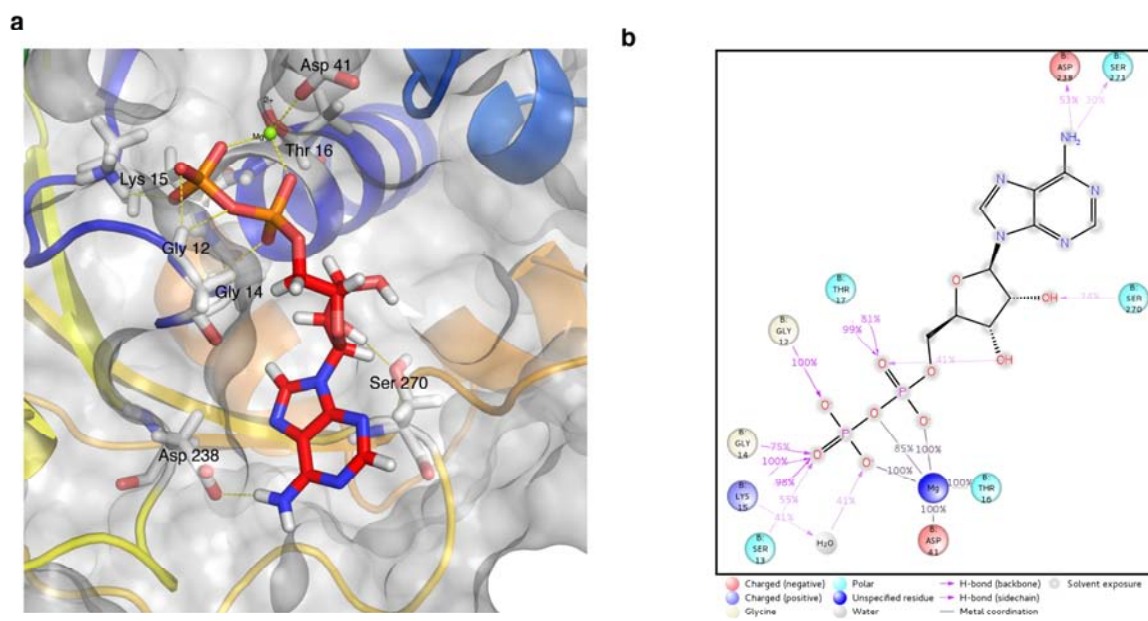 a
Asp 41
2+
Mg
Thr 16
Lys 15
Gly 12
Gly 14
Ser 270
Asp 238
b
B:
ASP
238
B:
SER
271
53%
30%
NH₂
N
N
N
N
B:
THR
17
O
OH
14%
B:
SER
270
B:
GLY
12
81%
99%
100%
O
41%
OH
O
P
O
O
P
O
B:
GLY
14
75%
100%
98%
55%
O
O
85%
100%
100%
B:
LYS
15
41%
41%
Mg
100%
B:
THR
16
100%
B:
SER
13
H₂O
B:
ASP
41
Charged (negative)
Polar
H-bond (backbone)
Solvent exposure
Charged (positive)
Unspecified residue
H-bond (sidechain)
Glycine
Water
Metal coordination